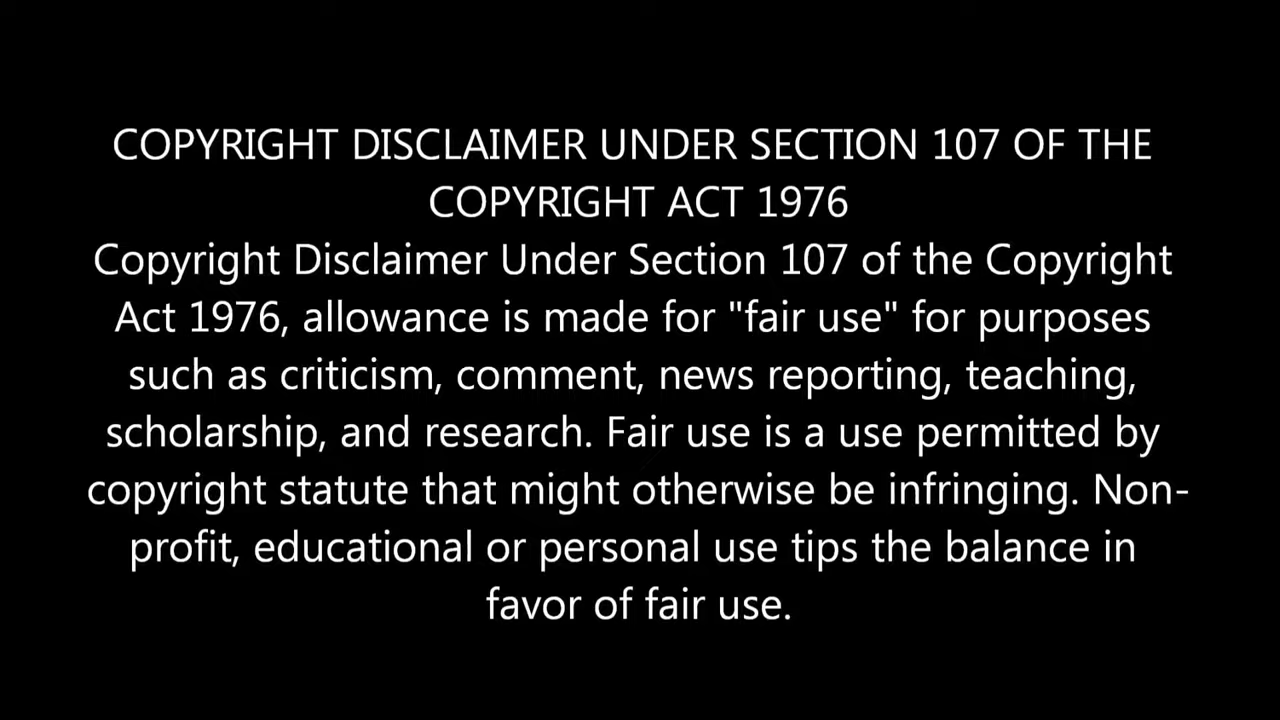 COPYRIGHT DISCLAIMER UNDER SECTION 107 OF THE
COPYRIGHT ACT 1976
Copyright Disclaimer Under Section 107 of the Copyright
Act 1976, allowance is made for "fair use" for purposes
such as criticism, comment, news reporting, teaching,
scholarship, and research. Fair use is a use permitted by
copyright statute that might otherwise be infringing. Non-
profit, educational or personal use tips the balance in
favor of fair use.